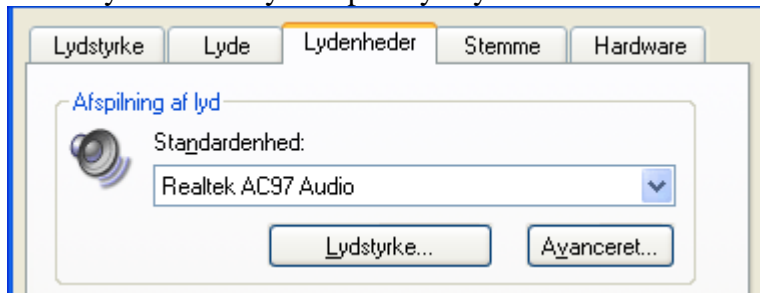 Lydstyrke Lyde Lydenheder Stemme Hardware
Afspilning af lyd
Standardenhed:
Realtek AC97 Audio
Lydstyrke... Avanceret...